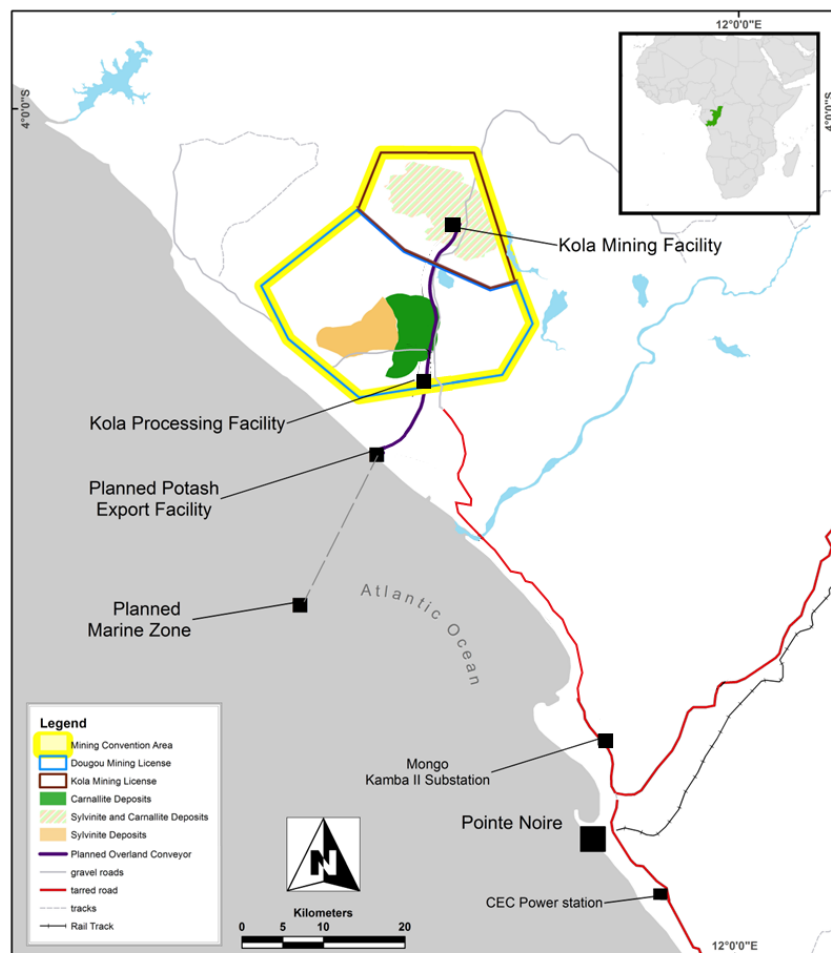 12°0'0"E
4°0'0"S
4°0'0"S
Kola Mining Facility
Kola Processing Facility
Planned Potash
Export Facility
Planned
Marine Zone
Atlantic Ocean
Mongo
Kamba II Substation
Pointe Noire
CEC Power station
Legend
Mining Convention Area
Dougou Mining License
Kola Mining License
Carnallite Deposits
Sylvinite and Carnallite Deposits
Sylvinite Deposits
Planned Overland Conveyor
gravel roads
tarred road
tracks
Rail Track
N
Kilometers
0 5 10 20
12°0'0"E